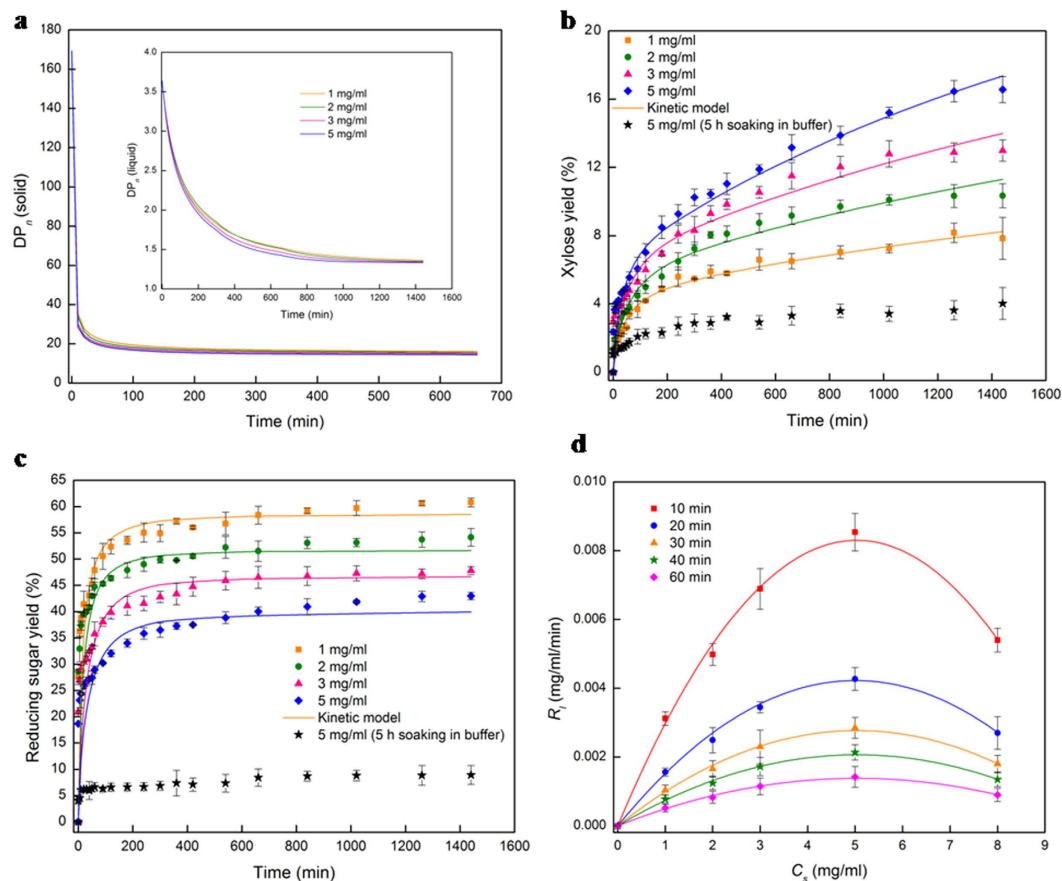 a
180
160
140
120
100
80
60
40
20
0
DPn (solid)
0 100 200 300 400 500 600 700
Time (min)
4.0
3.5
3.0
2.5
2.0
1.5
1.0
DPn (liquid)
1 mg/ml
2 mg/ml
3 mg/ml
5 mg/ml
0 200 400 600 800 1000 1200 1400 1600
Time (min)
b
20
16
12
8
4
0
Xylose yield (%)
1 mg/ml
2 mg/ml
3 mg/ml
5 mg/ml
Kinetic model
5 mg/ml (5 h soaking in buffer)
0 200 400 600 800 1000 1200 1400 1600
Time (min)
c
65
60
55
50
45
40
35
30
25
20
15
10
5
0
Reducing sugar yield (%)
1 mg/ml
2 mg/ml
3 mg/ml
5 mg/ml
Kinetic model
5 mg/ml (5 h soaking in buffer)
0 200 400 600 800 1000 1200 1400 1600
Time (min)
d
0.010
0.008
0.006
0.004
0.002
0.000
10 min
20 min
30 min
40 min
60 min
0 1 2 3 4 5 6 7 8 9
Cs (mg/ml)